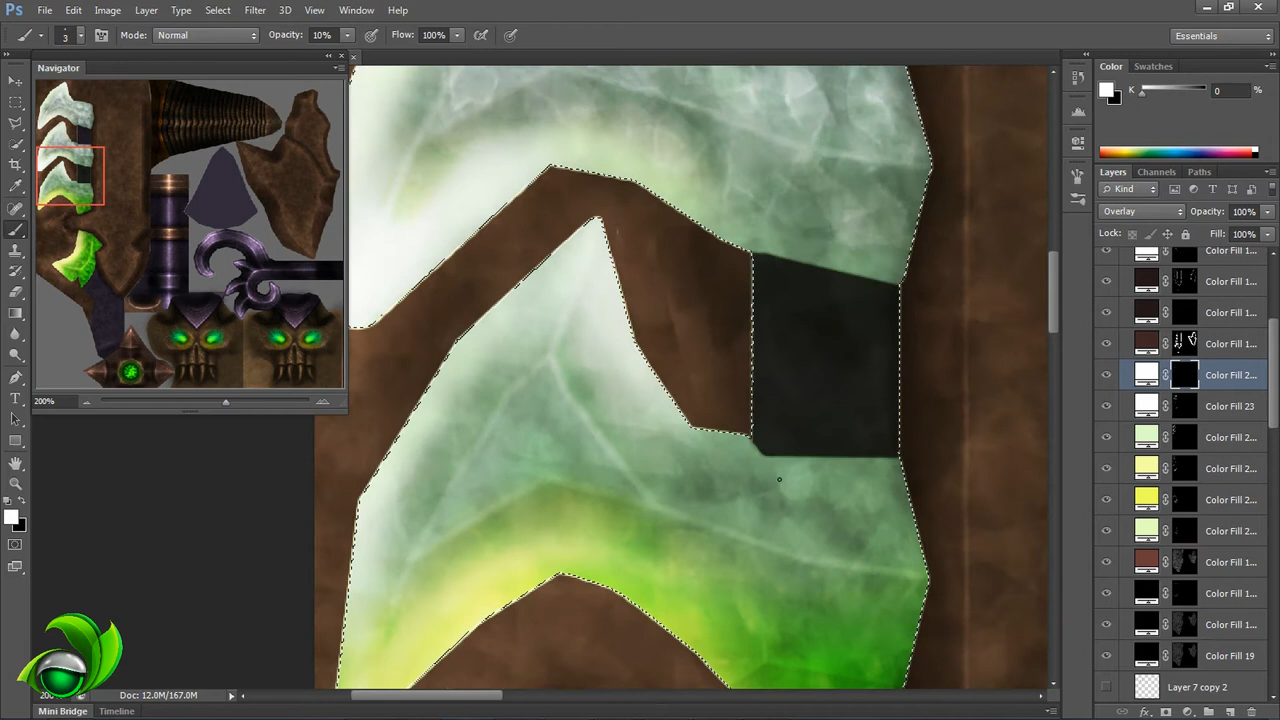 Ps File Edit Image Layer Type Select Filter 3D View Window Help
3 Mode: Normal Opacity: 10% Flow: 100% Essentials
Navigator
200%
Color Swatches
K 0 %
Layers Channels Paths
Kind
Overlay Opacity: 100%
Lock: Fill: 100%
Color Fill 1...
Color Fill 1...
Color Fill 1...
Color Fill 1...
Color Fill 2...
Color Fill 23
Color Fill 2...
Color Fill 2...
Color Fill 2...
Color Fill 1...
Color Fill 1...
Color Fill 1...
Color Fill 1...
Color Fill 19
Layer 7 copy 2
Doc: 12.0M/167.0M
Mini Bridge Timeline